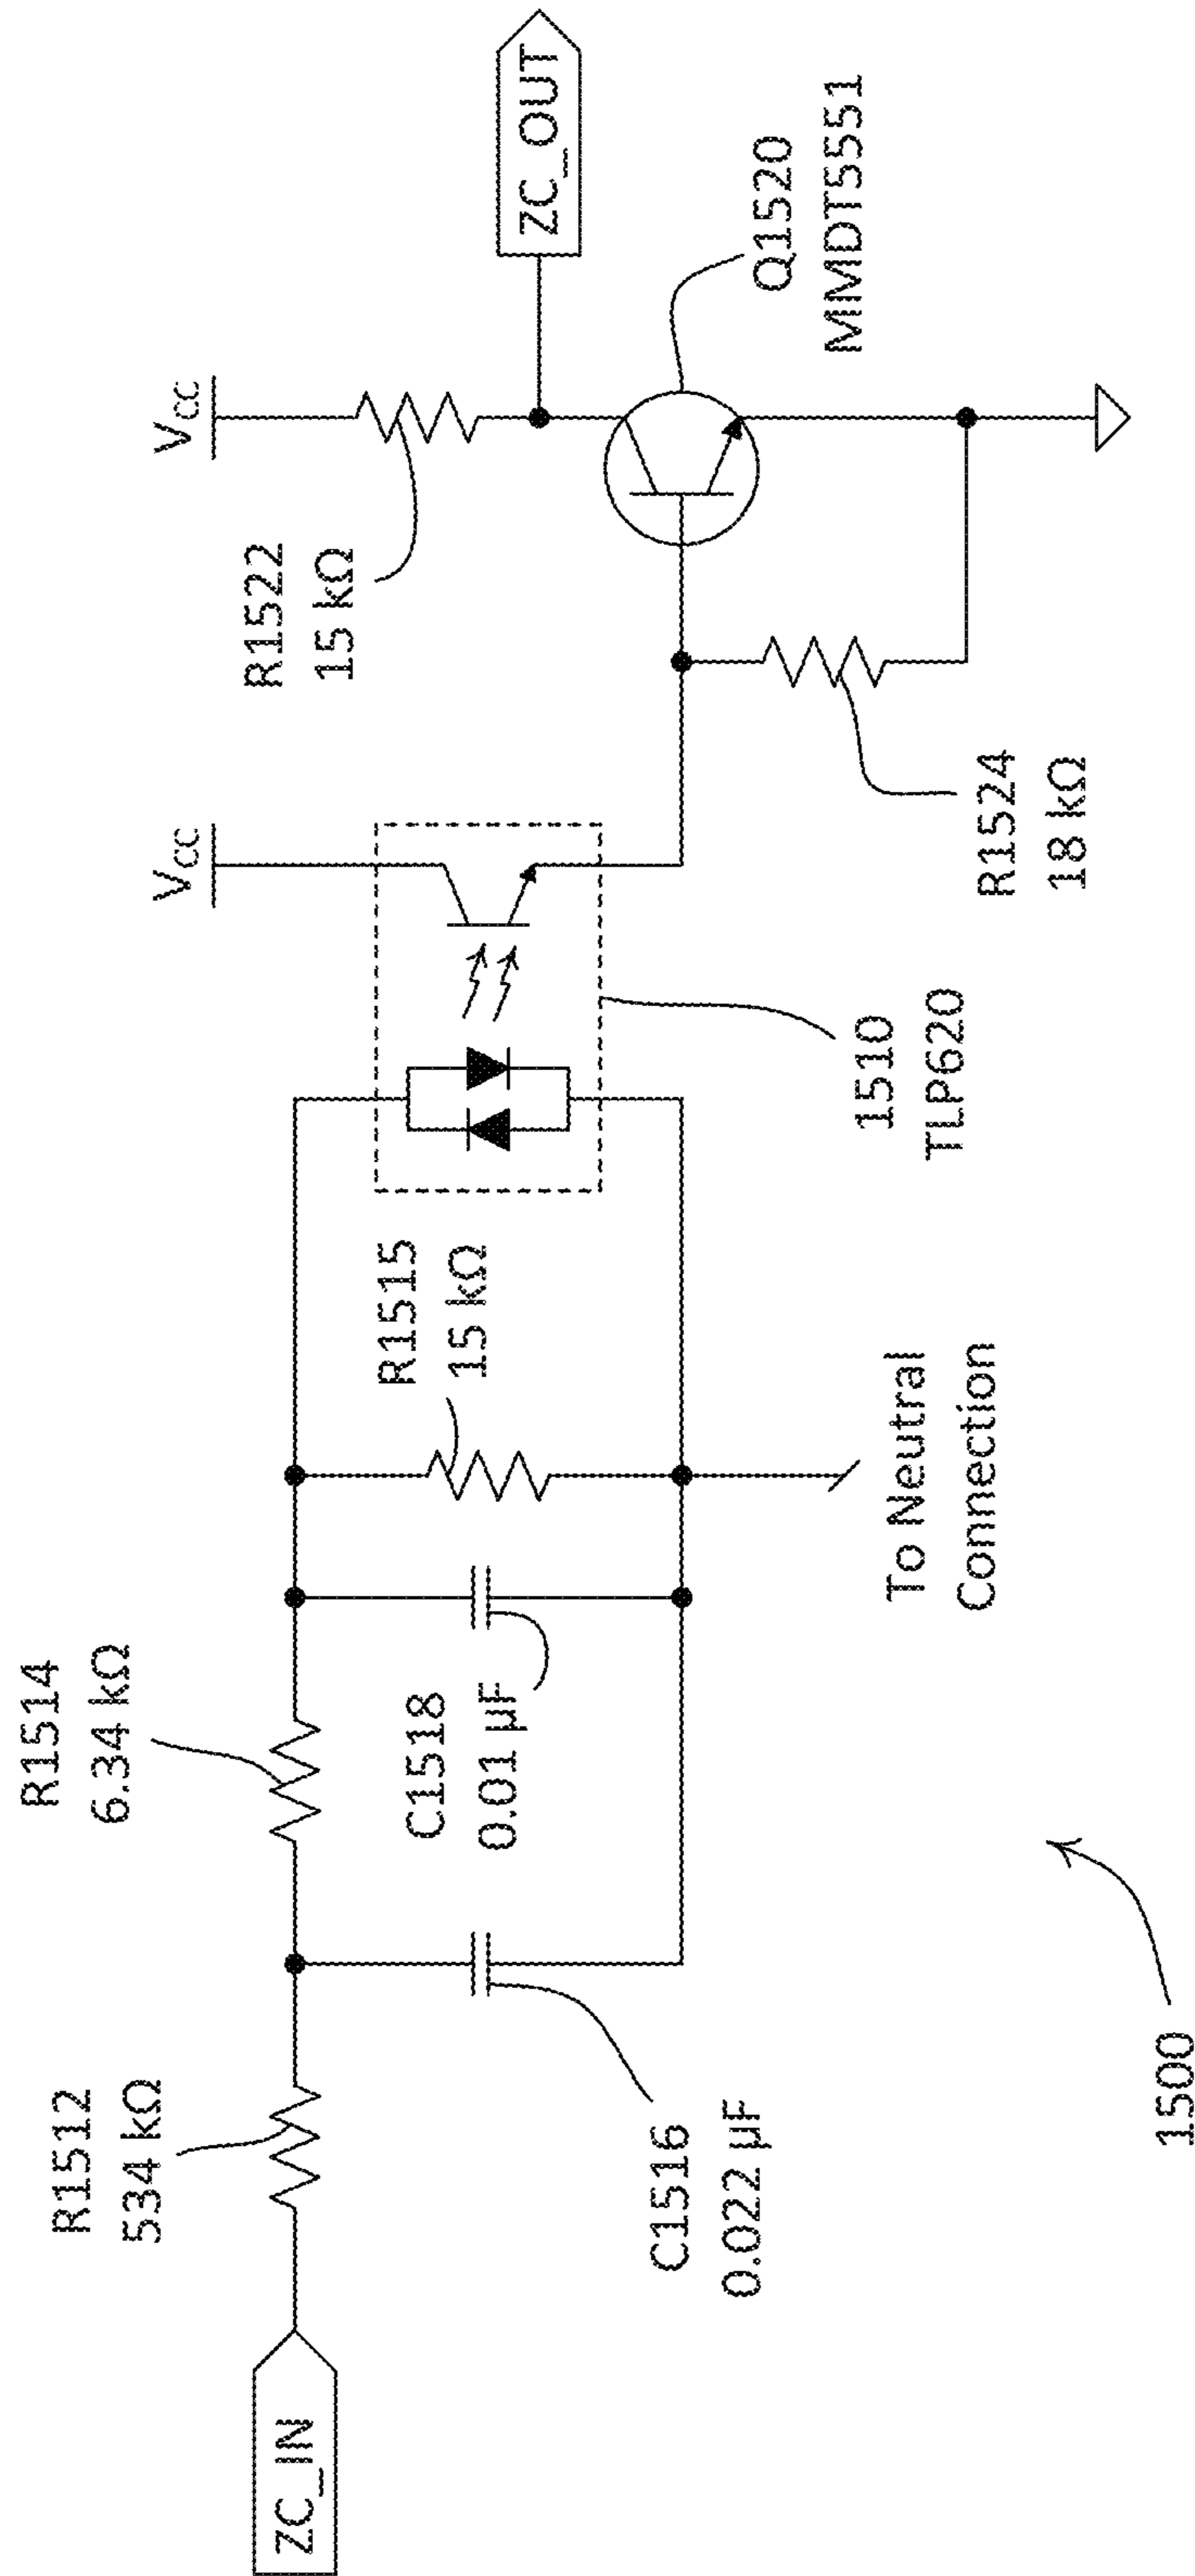 ZC_IN
R1512
534 kΩ
C1516
0.022 µF
R1514
6.34 kΩ
C1518
0.01 µF
R1515
15 kΩ
To Neutral
Connection
1510
TLP620
VCC
R1524
18 kΩ
R1522
15 kΩ
VCC
ZC_OUT
Q1520
MMDT5551
1500